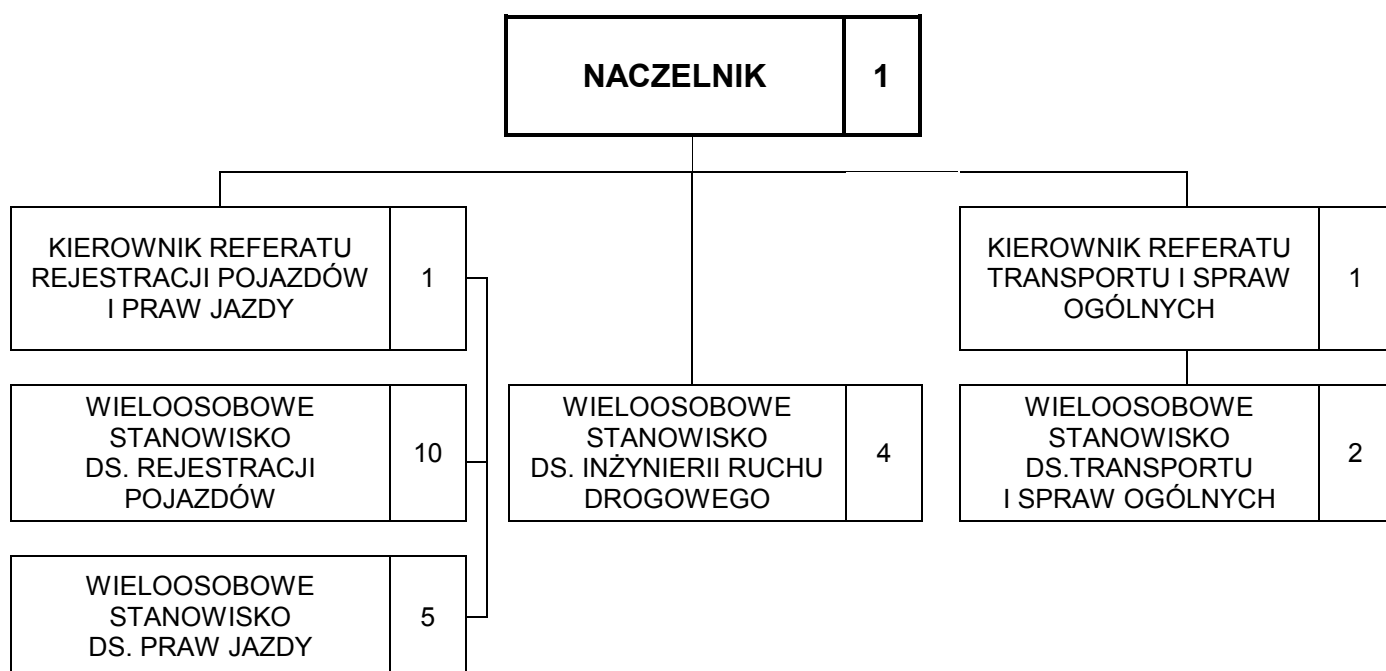 NACZELNIK 1
KIEROWNIK REFERATU
REJESTRACJI POJAZDÓW
I PRAW JAZDY
1
KIEROWNIK REFERATU
TRANSPORTU I SPRAW
OGÓLNYCH
1
WIELOOSOBOWE
STANOWISKO
DS. REJESTRACJI
POJAZDÓW
10
WIELOOSOBOWE
STANOWISKO
DS. INŻYNIERII RUCHU
DROGOWEGO
4
WIELOOSOBOWE
STANOWISKO
DS.TRANSPORTU
I SPRAW OGÓLNYCH
2
WIELOOSOBOWE
STANOWISKO
DS. PRAW JAZDY
5